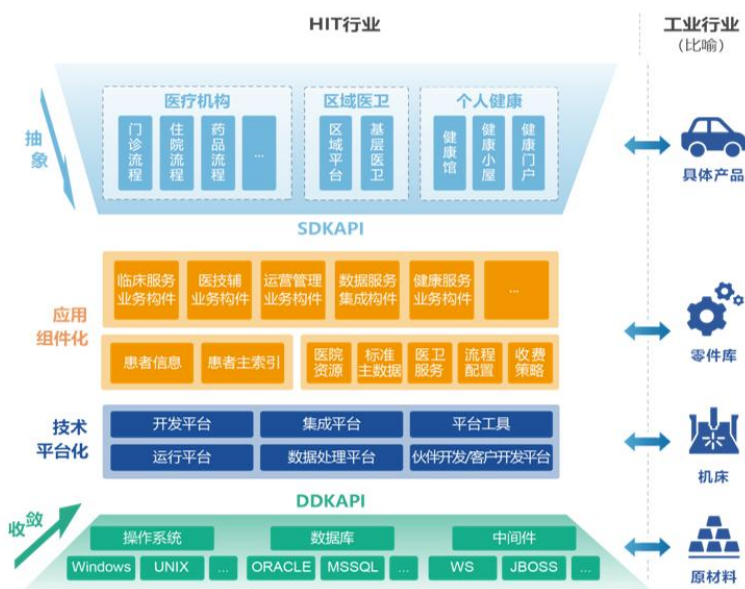 HIT行业
工业行业
(比喻)
抽象
医疗机构
区域医卫
个人健康
门诊流程
住院流程
药品流程
...
区域平台
基层医卫
健康馆
健康小屋
健康门户
具体产品
SDKAPI
应用
组件化
临床服务
业务构件
医技辅
业务构件
运营管理
业务构件
数据服务
集成构件
健康服务
业务构件
...
患者信息
患者主索引
医院
资源
标准
主数据
医卫
服务
流程
配置
收费
策略
零件库
技术
平台化
开发平台
集成平台
平台工具
运行平台
数据处理平台
伙伴开发/客户开发平台
机床
DDKAPI
收敛
操作系统
数据库
中间件
Windows
UNIX
...
ORACLE
MSSQL
...
WS
JBOSS
...
原材料